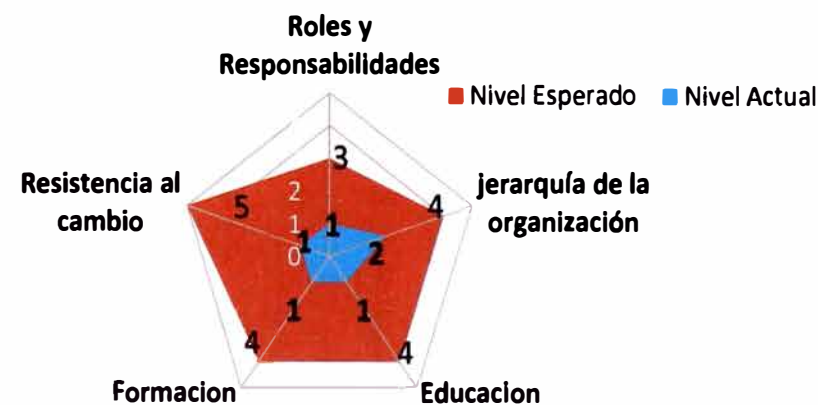 Roles y
Responsabilidades
Nivel Esperado Nivel Actual
3
Resistencia al
cambio
5
2
4
jerarquía de la
organización
1
1
1
2
0
1
1
4
4
Formacion
Educacion